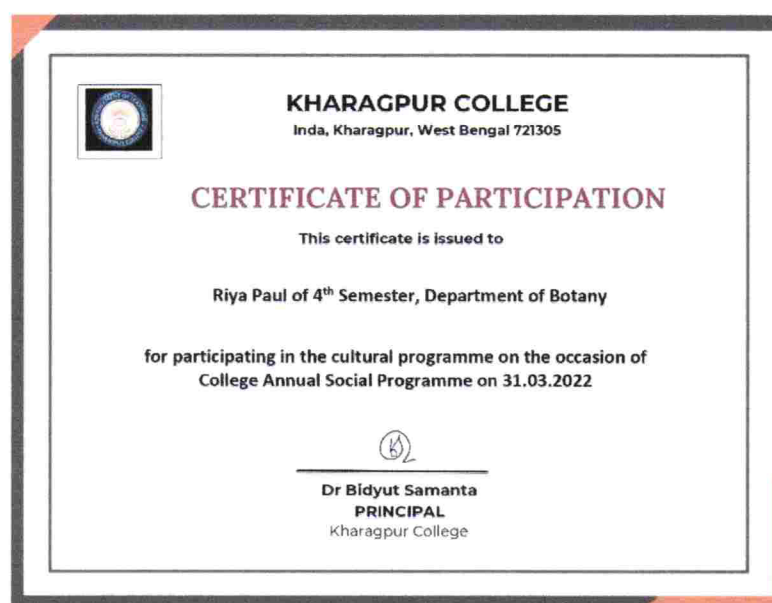 KHARAGPUR COLLEGE
Inda, Kharagpur, West Bengal 721305
CERTIFICATE OF PARTICIPATION
This certificate is issued to
Riya Paul of 4th Semester, Department of Botany
for participating in the cultural programme on the occasion of
College Annual Social Programme on 31.03.2022
Dr Bidyut Samanta
PRINCIPAL
Kharagpur College